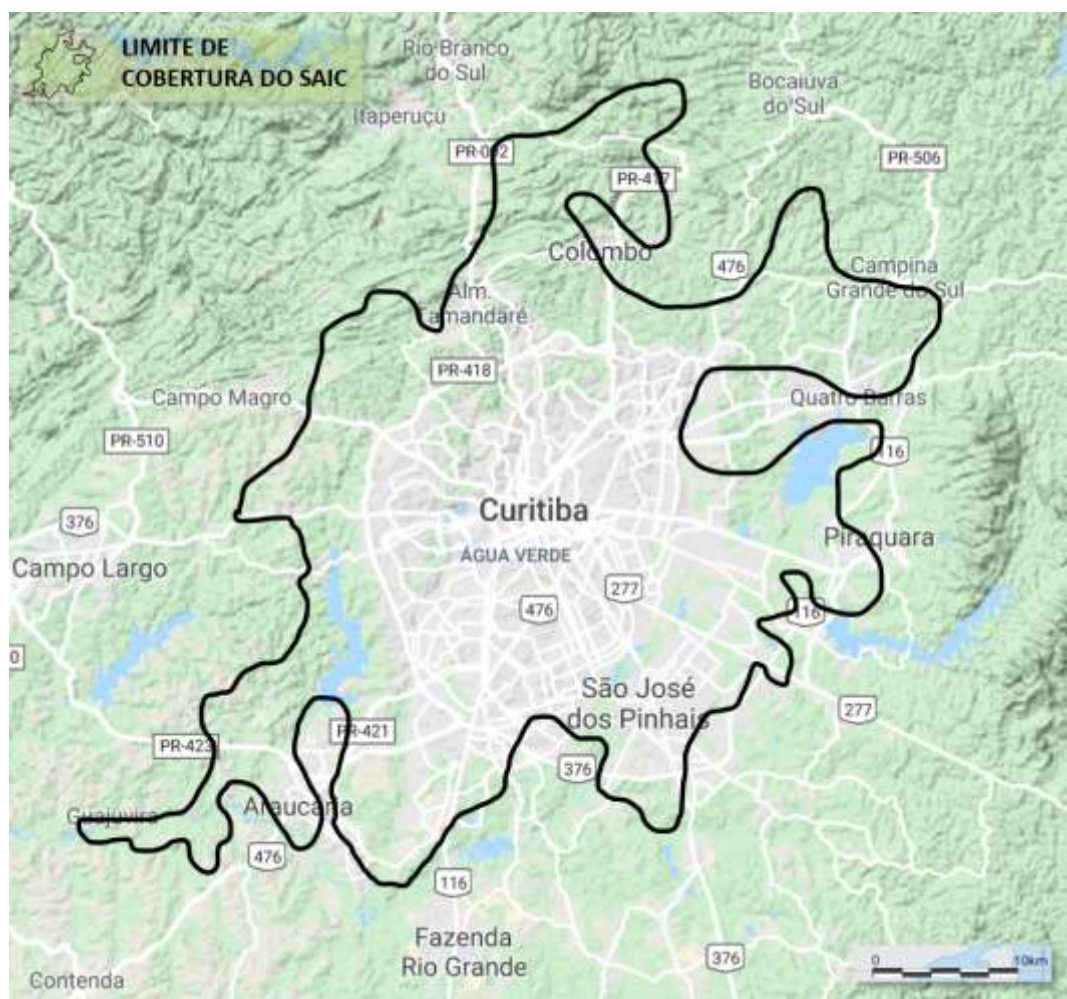 LIMITE DE
COBERTURA DO SAIC
Rio Branco
do Sul
Bocaiuva
do Sul
Itaperuçu
PR-092
PR-506
PR-417
Colombo
476
Campina
Grande do Sul
Alm.
Tamandaré
PR-418
Campo Magro
Quatro Barras
PR-510
116
376
Curitiba
Piraquara
ÁGUA VERDE
Campo Largo
277
476
116
0
São José
dos Pinhais
277
PR-423
PR-421
376
Guajuvira
Araucária
476
116
Fazenda
Rio Grande
376
0
10km
Contenda